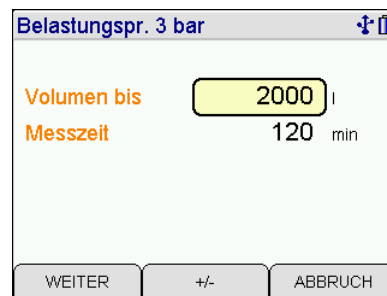 Belastungspr. 3 bar
Volumen bis 2000 l
Messzeit 120 min
WEITER +/- ABBRUCH